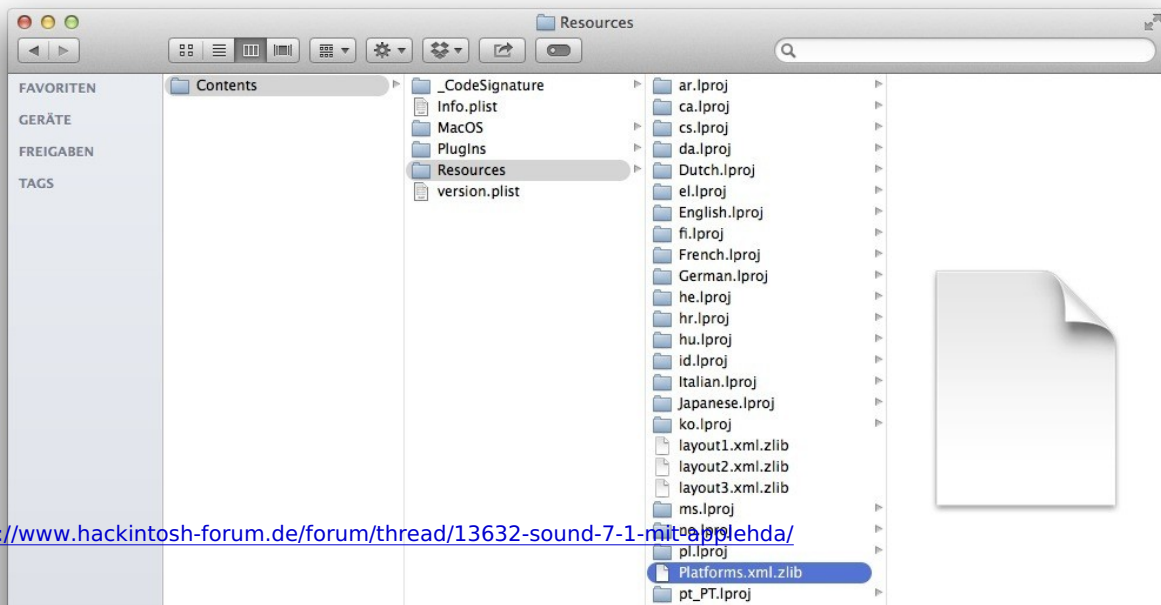 Resources
FAVORITEN
GERÄTE
FREIGABEN
TAGS
Contents
_CodeSignature
Info.plist
MacOS
PlugIns
Resources
version.plist
ar.lproj
ca.lproj
cs.lproj
da.lproj
Dutch.lproj
el.lproj
English.lproj
fi.lproj
French.lproj
German.lproj
he.lproj
hr.lproj
hu.lproj
id.lproj
Italian.lproj
Japanese.lproj
ko.lproj
layout1.xml.zlib
layout2.xml.zlib
layout3.xml.zlib
ms.lproj
://www.hackintosh-forum.de/forum/thread/13632-sound-7-1-mit-applehda/
pl.lproj
Platforms.xml.zlib
pt_PT.lproj